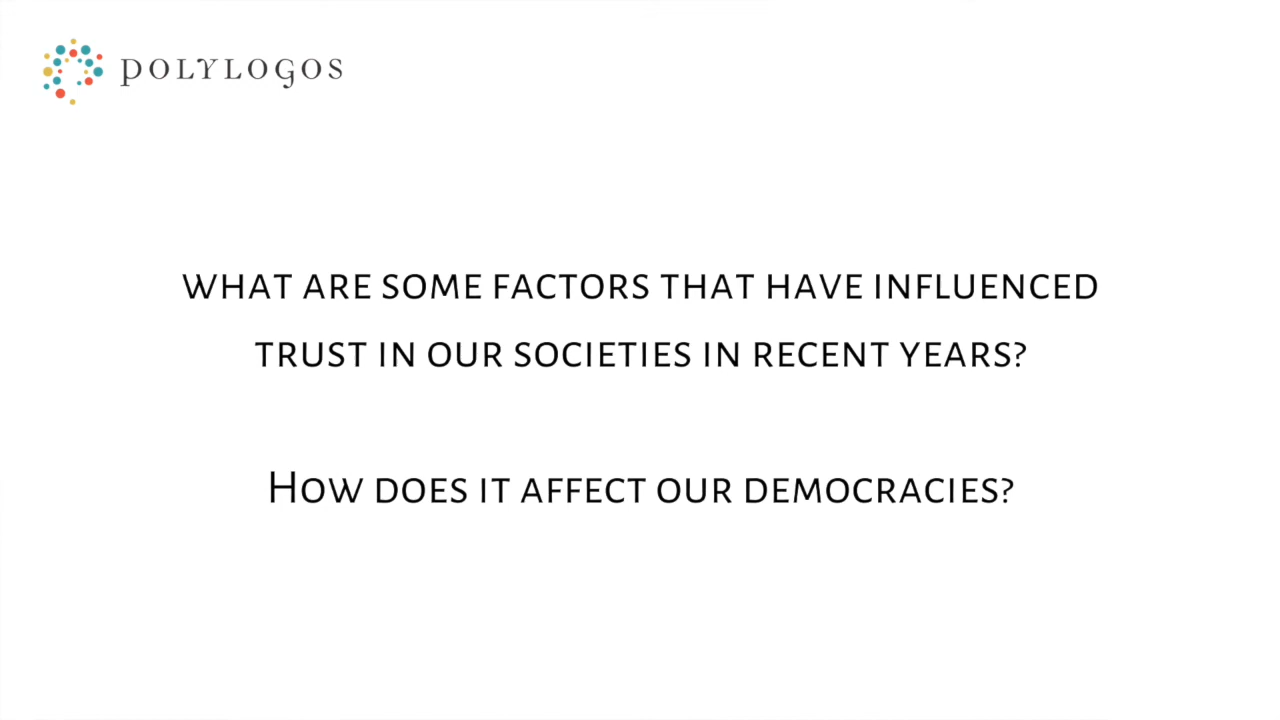 POLYLOGOS
WHAT ARE SOME FACTORS THAT HAVE INFLUENCED
TRUST IN OUR SOCIETIES IN RECENT YEARS?
HOW DOES IT AFFECT OUR DEMOCRACIES?